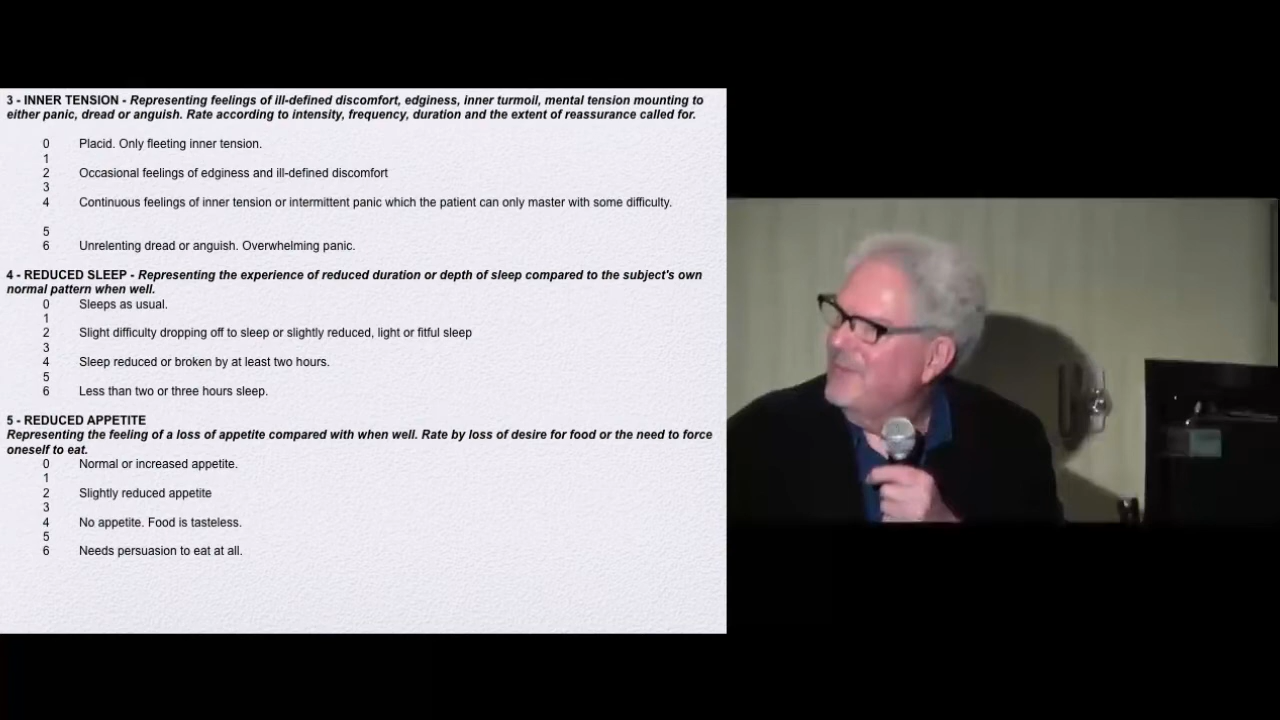 3 - INNER TENSION - Representing feelings of ill-defined discomfort, edginess, inner turmoil, mental tension mounting to
either panic, dread or anguish. Rate according to intensity, frequency, duration and the extent of reassurance called for.
0 Placid. Only fleeting inner tension.
1
2 Occasional feelings of edginess and ill-defined discomfort
3
4 Continuous feelings of inner tension or intermittent panic which the patient can only master with some difficulty.
5
6 Unrelenting dread or anguish. Overwhelming panic.
4 - REDUCED SLEEP - Representing the experience of reduced duration or depth of sleep compared to the subject's own
normal pattern when well.
0 Sleeps as usual.
1
2 Slight difficulty dropping off to sleep or slightly reduced, light or fitful sleep
3
4 Sleep reduced or broken by at least two hours.
5
6 Less than two or three hours sleep.
5 - REDUCED APPETITE
Representing the feeling of a loss of appetite compared with when well. Rate by loss of desire for food or the need to force
oneself to eat.
0 Normal or increased appetite.
1
2 Slightly reduced appetite
3
4 No appetite. Food is tasteless.
5
6 Needs persuasion to eat at all.